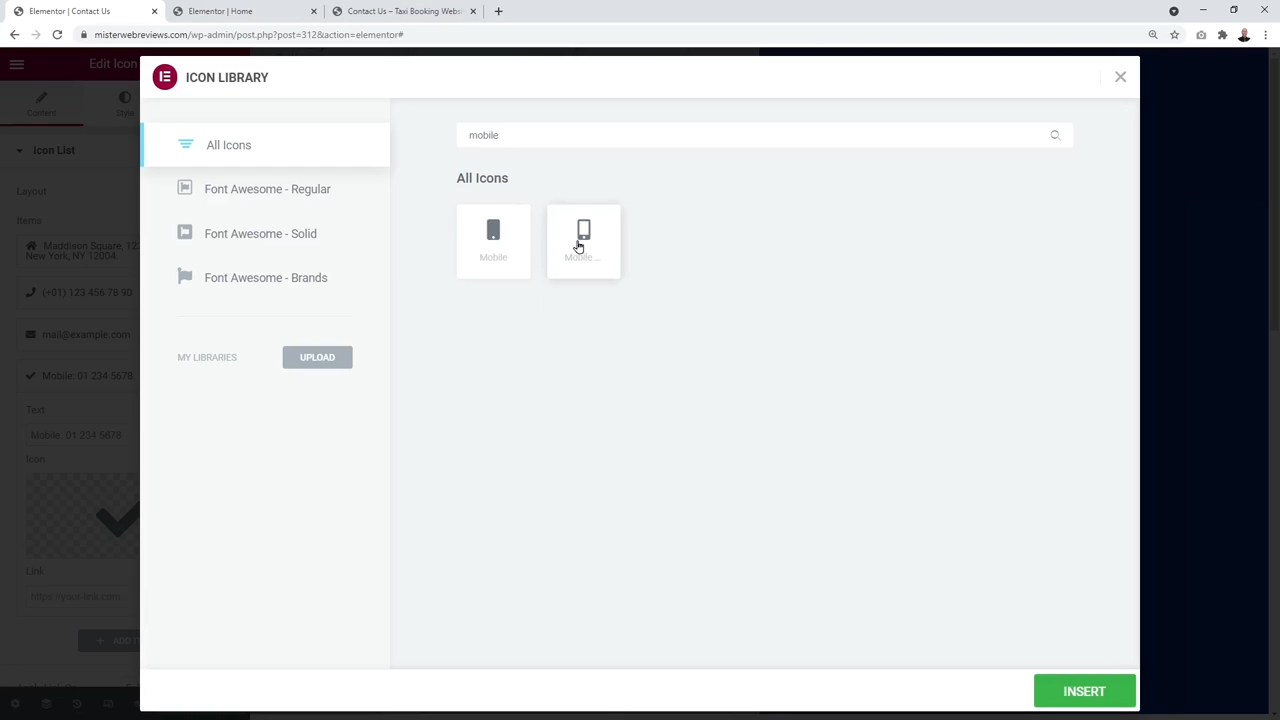 Elementor | Contact Us
Elementor | Home
Contact Us – Taxi Booking Webs
misterwebreviews.com/wp-admin/post.php?post=312&action=elementor#
Edit Icon
ICON LIBRARY
Content
Style
Icon List
Layout
Items
Maddison Square, 123
New York, NY 12004
(+01) 123 456 78 90
mail@example.com
Mobile: 01 234 5678
Text
Mobile: 01 234 5678
Icon
Link
https://your-link.com
ADD
All Icons
Font Awesome - Regular
Font Awesome - Solid
Font Awesome - Brands
MY LIBRARIES
UPLOAD
mobile
All Icons
Mobile
Mobile ...
INSERT